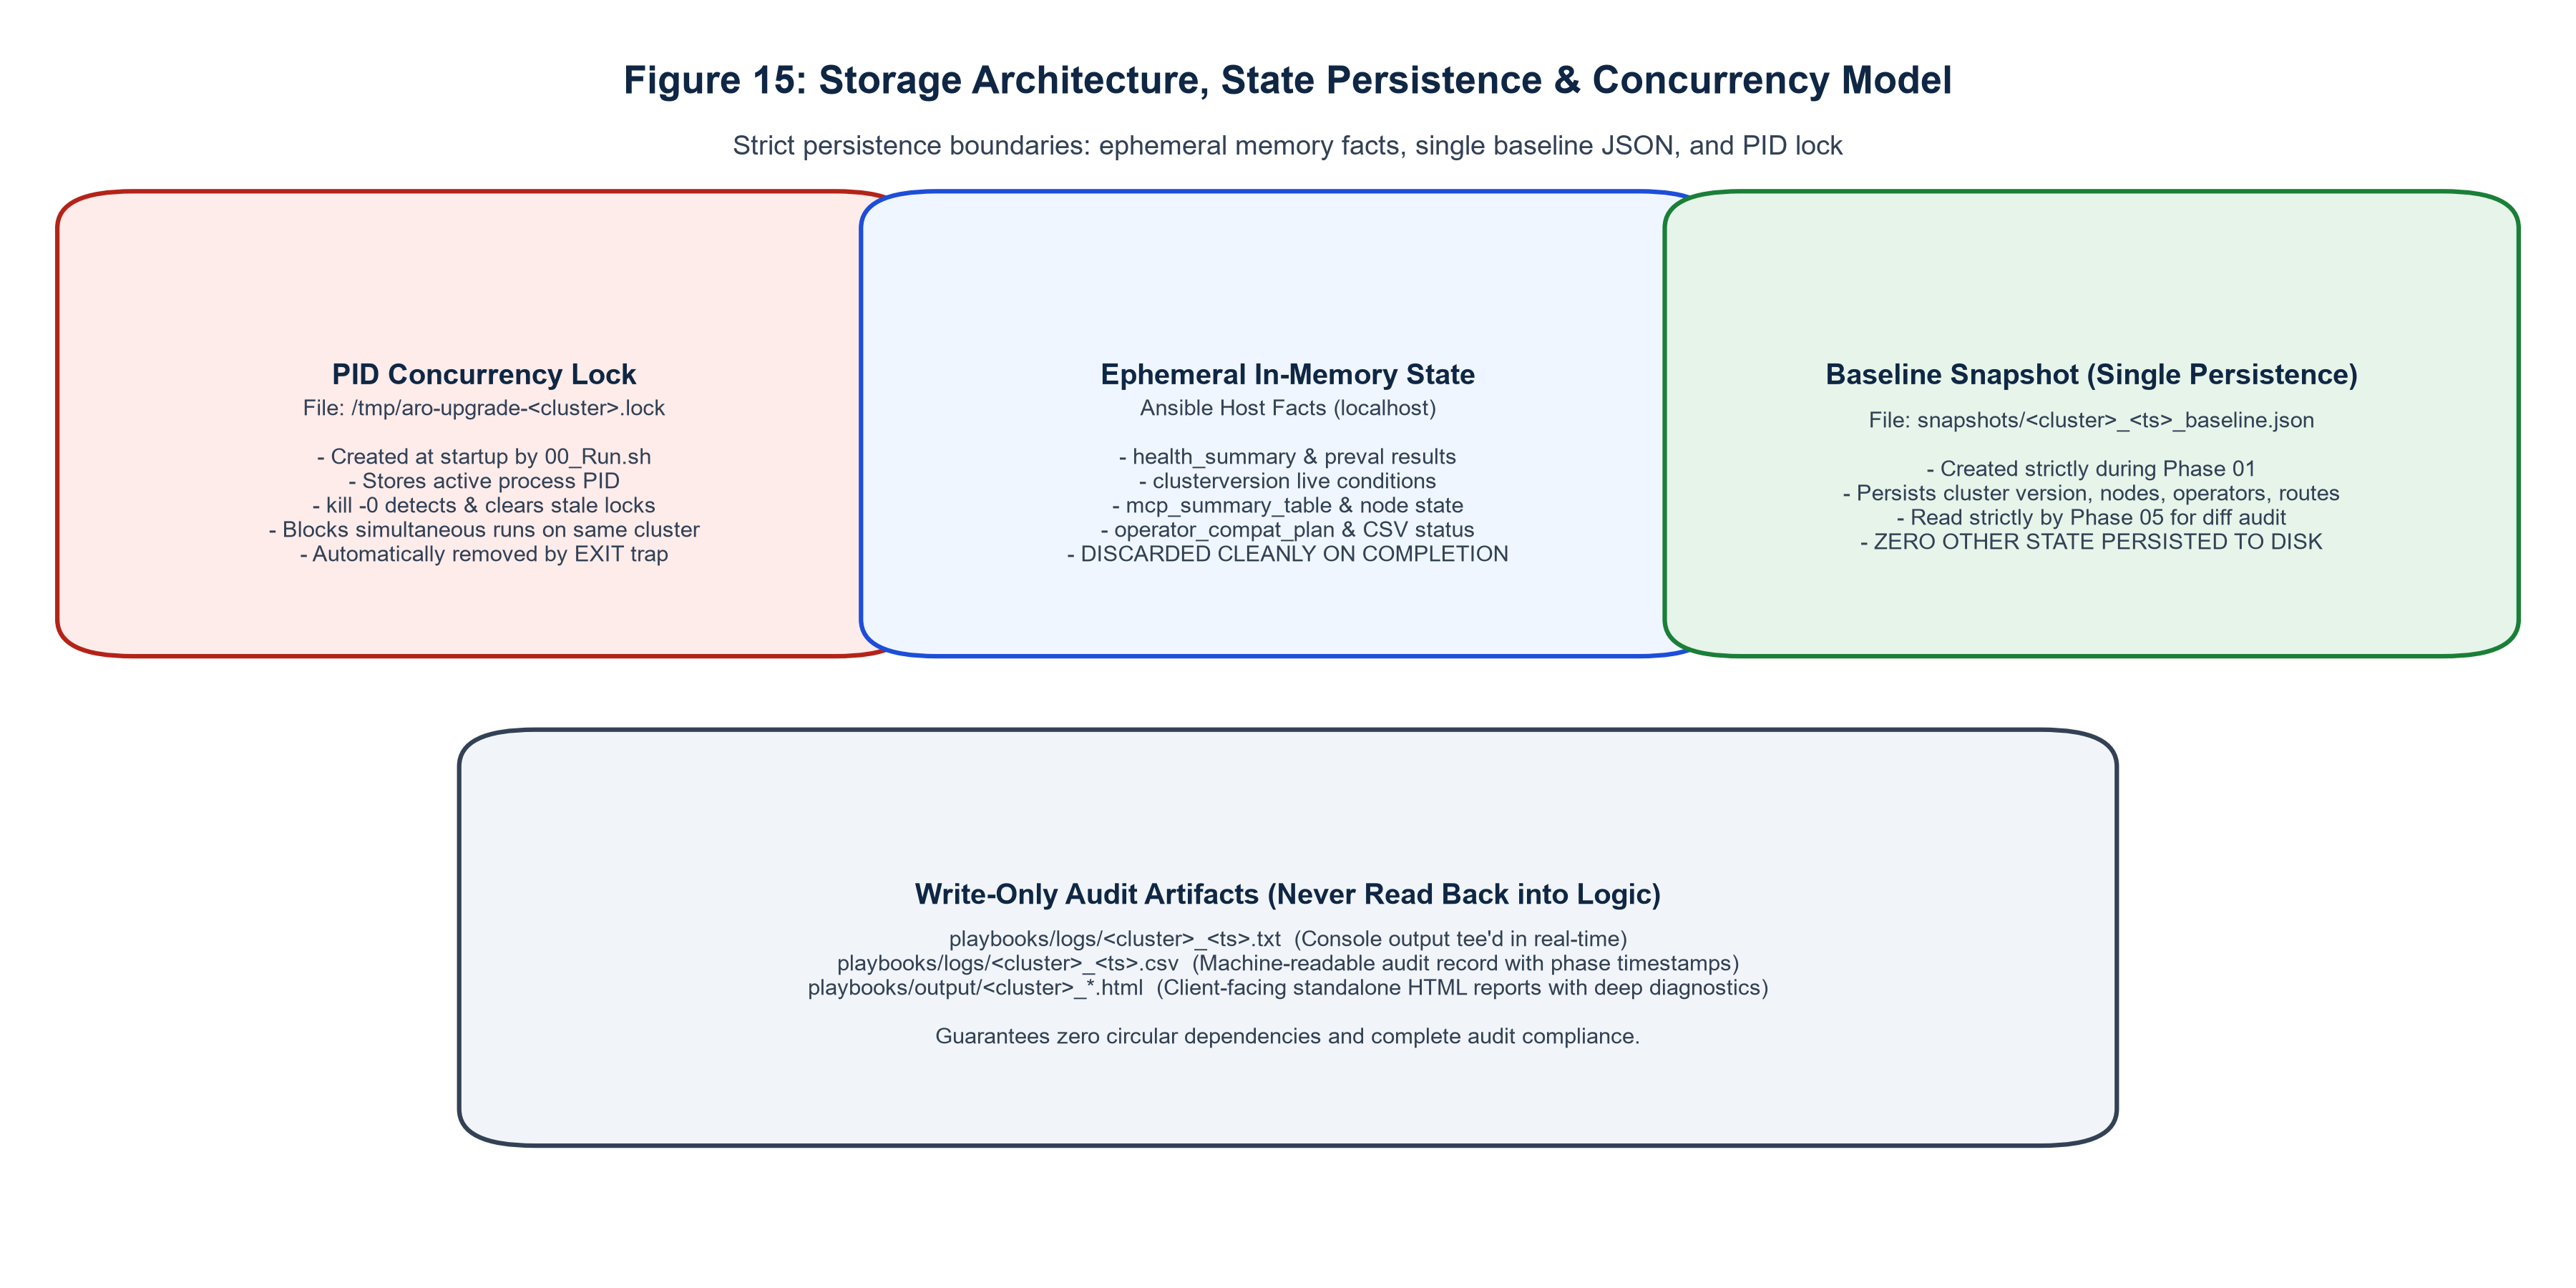 Figure 15: Storage Architecture, State Persistence & Concurrency Model
Strict persistence boundaries: ephemeral memory facts, single baseline JSON, and PID lock
PID Concurrency Lock
File: /tmp/aro-upgrade-<cluster>.lock
- Created at startup by 00_Run.sh
- Stores active process PID
- kill -0 detects & clears stale locks
- Blocks simultaneous runs on same cluster
- Automatically removed by EXIT trap
Ephemeral In-Memory State
Ansible Host Facts (localhost)
- health_summary & preval results
- clusterversion live conditions
- mcp_summary_table & node state
- operator_compat_plan & CSV status
- DISCARDED CLEANLY ON COMPLETION
Baseline Snapshot (Single Persistence)
File: snapshots/<cluster>_<ts>_baseline.json
- Created strictly during Phase 01
- Persists cluster version, nodes, operators, routes
- Read strictly by Phase 05 for diff audit
- ZERO OTHER STATE PERSISTED TO DISK
Write-Only Audit Artifacts (Never Read Back into Logic)
playbooks/logs/<cluster>_<ts>.txt  (Console output tee'd in real-time)
playbooks/logs/<cluster>_<ts>.csv  (Machine-readable audit record with phase timestamps)
playbooks/output/<cluster>_*.html  (Client-facing standalone HTML reports with deep diagnostics)
Guarantees zero circular dependencies and complete audit compliance.